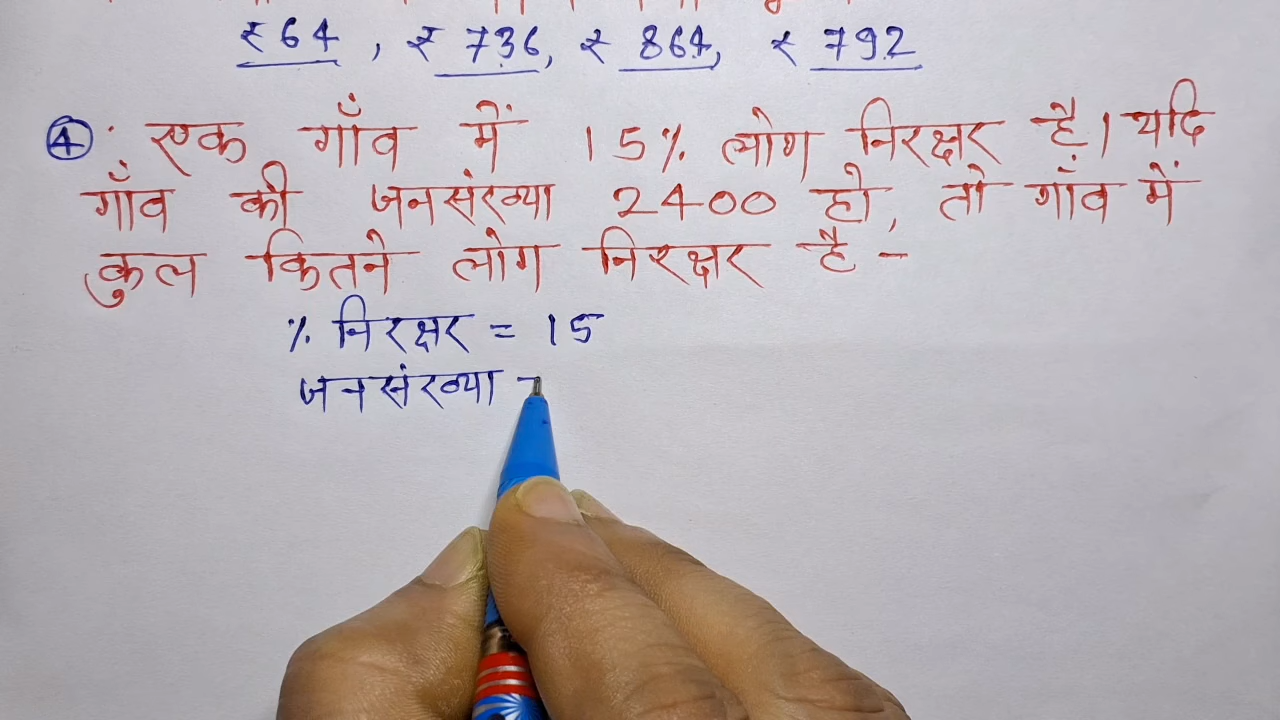 ₹ 64 , ₹ 736, ₹ 864, ₹ 792
④. एक गाँव में 15% लोग निरक्षर है। यदि
गाँव की जनसंख्या 2400 हो, तो गाँव में
कुल कितने लोग निरक्षर है -
% निरक्षर = 15
जनसंख्या -